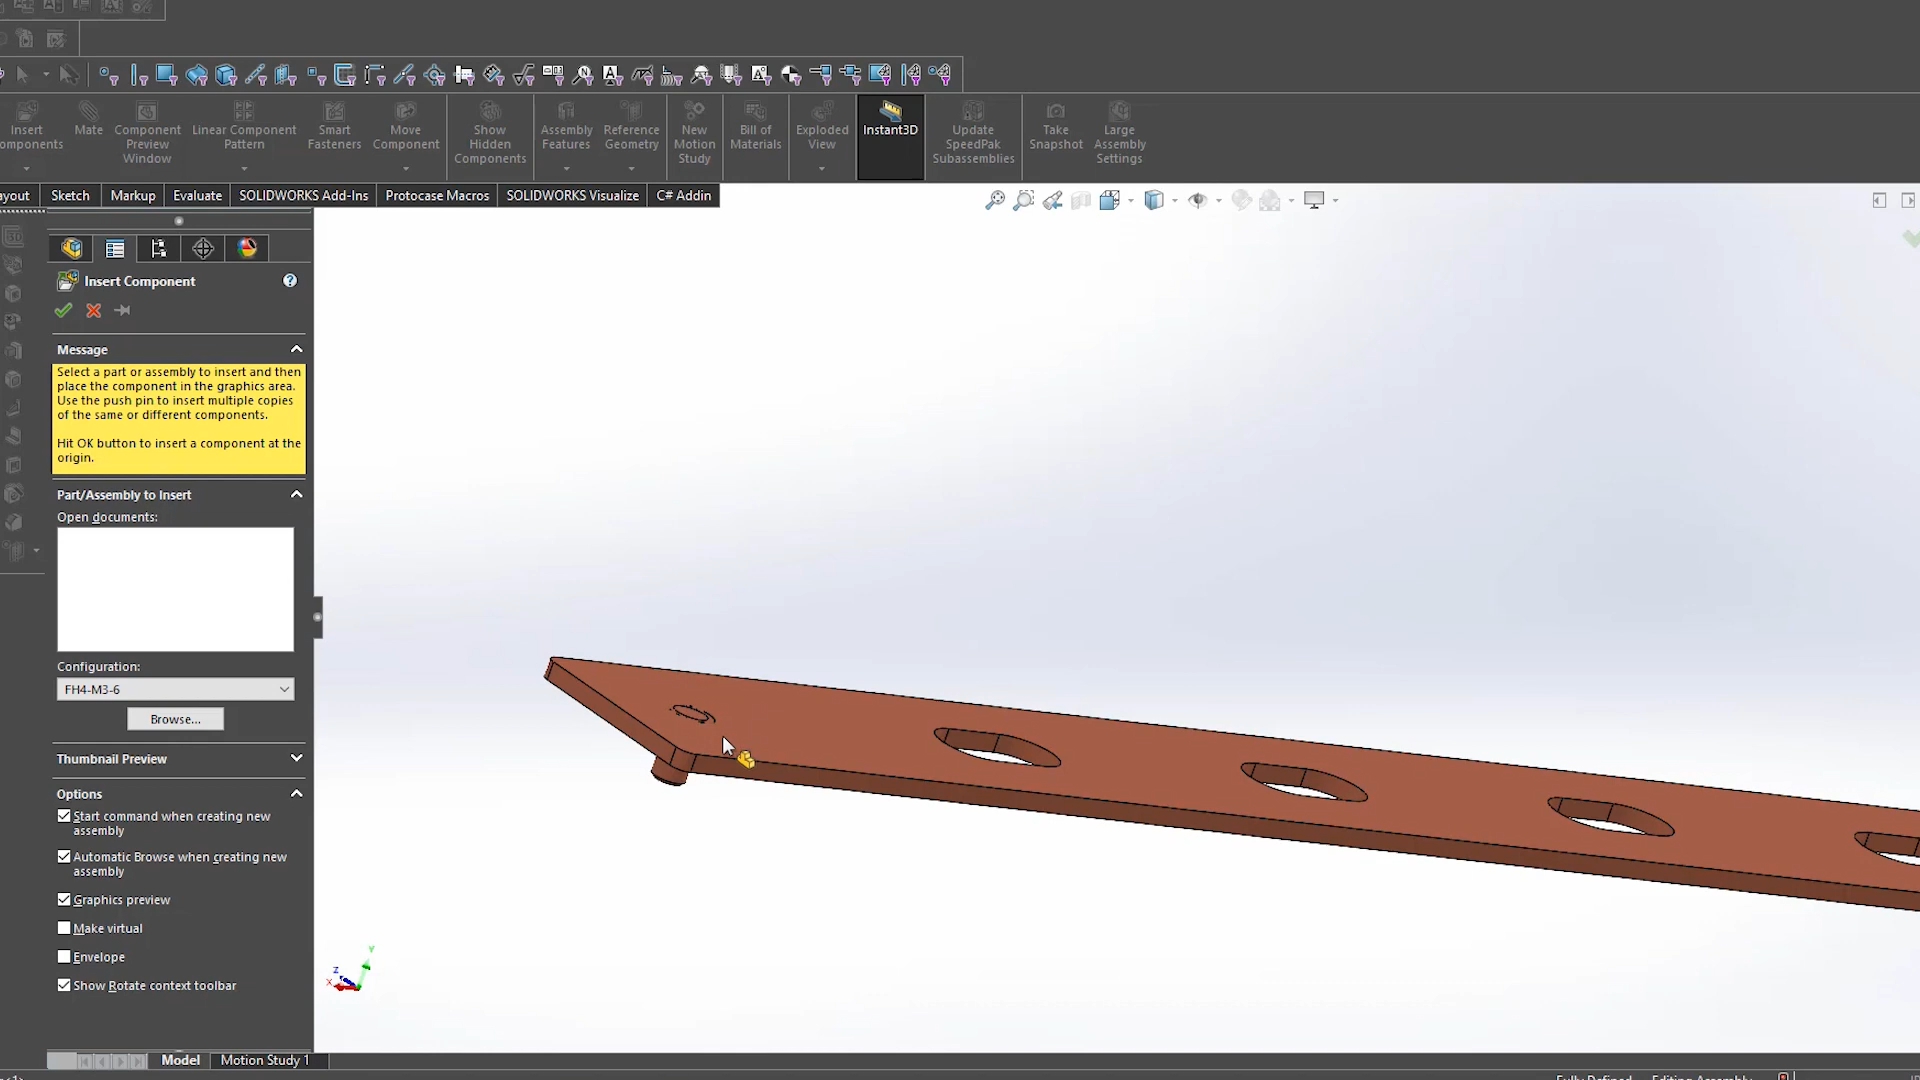 Insert
omponents
Mate
Component
Preview
Window
Linear Component
Pattern
Smart
Fasteners
Move
Component
Show
Hidden
Components
Assembly
Features
Reference
Geometry
New
Motion
Study
Bill of
Materials
Exploded
View
Instant3D
Update
SpeedPak
Subassemblies
Take
Snapshot
Large
Assembly
Settings
ayout
Sketch
Markup
Evaluate
SOLIDWORKS Add-Ins
Protocase Macros
SOLIDWORKS Visualize
C# Addin
Insert Component
Message
Select a part or assembly to insert and then
place the component in the graphics area.
Use the push pin to insert multiple copies
of the same or different components.
Hit OK button to insert a component at the
origin.
Part/Assembly to Insert
Open documents:
Configuration:
FH4-M3-6
Browse...
Thumbnail Preview
Options
Start command when creating new
assembly
Automatic Browse when creating new
assembly
Graphics preview
Make virtual
Envelope
Show Rotate context toolbar
Y
Z
X
Model
Motion Study 1
Fully Defined
Editing Assembly